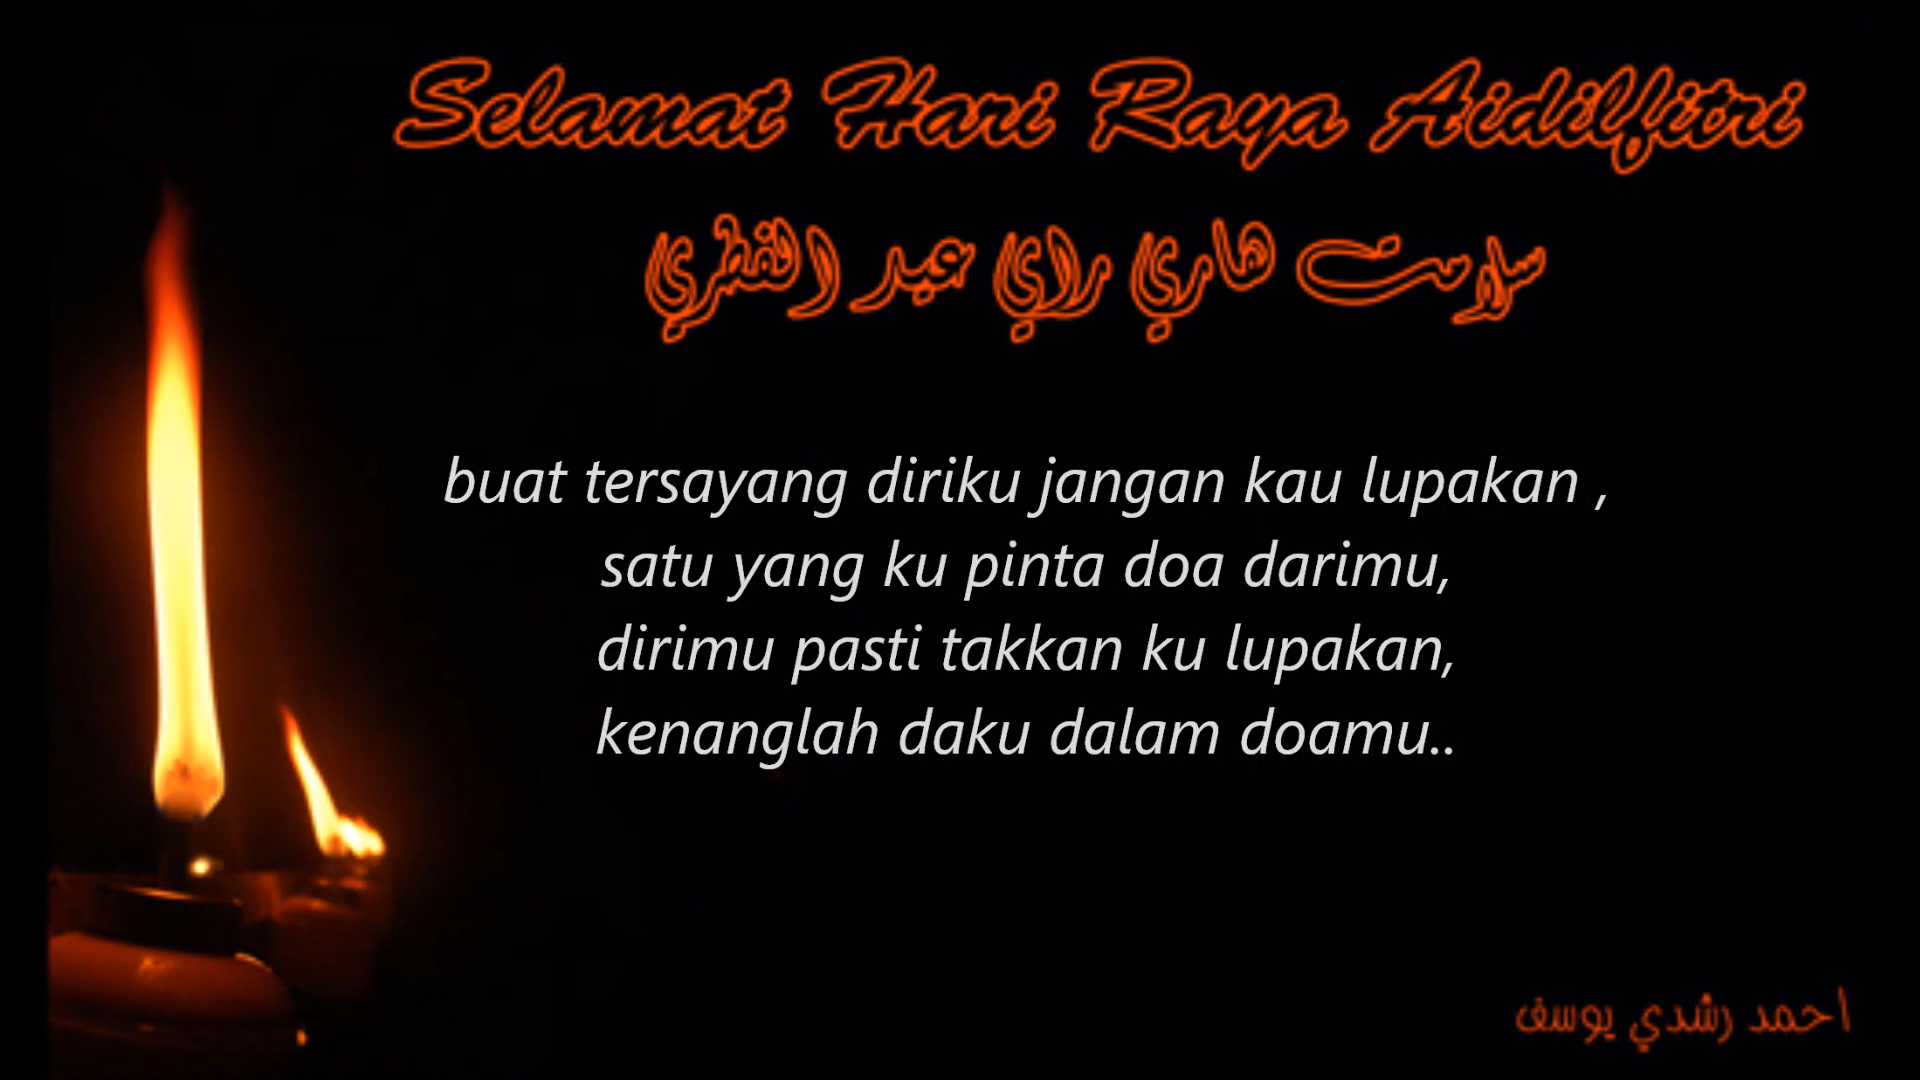 Selamat Hari Raya Aidilfitri
سلامت هاري راي عيد الفطري
buat tersayang diriku jangan kau lupakan ,
satu yang ku pinta doa darimu,
dirimu pasti takkan ku lupakan,
kenanglah daku dalam doamu..
احمد رشدي يوسف